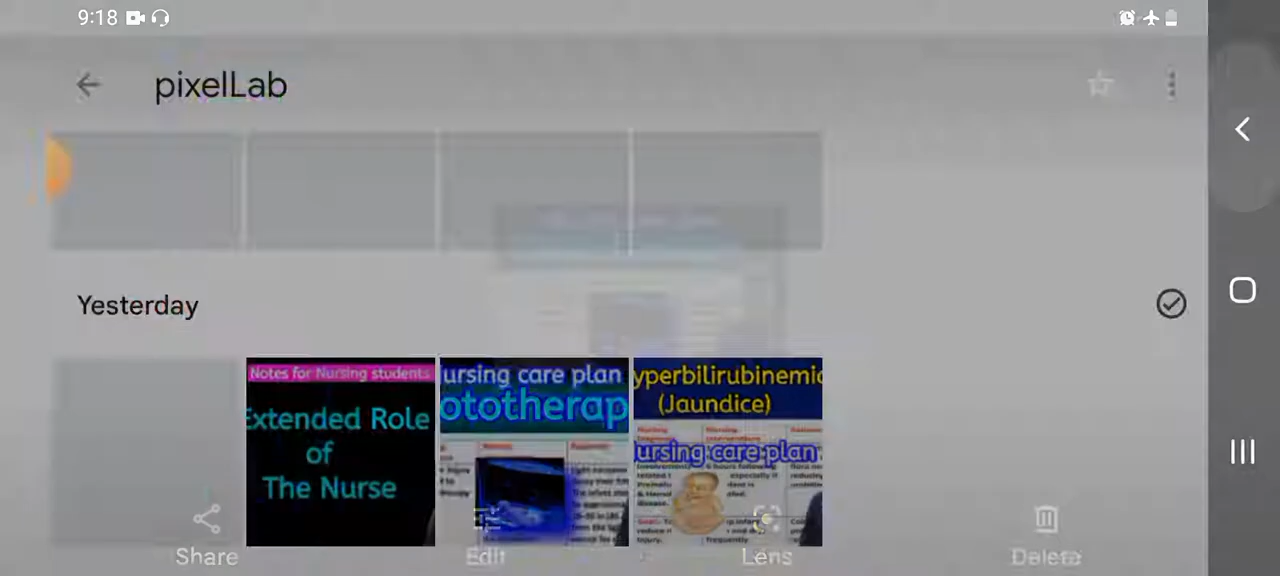 9:18
pixelLab
Yesterday
Notes for Nursing students
Extended Role
of
The Nurse
ursing care plan
ototherap
yperbilirubinemic
(Jaundice)
ursing care plan
Share
Edit
Lens
Delete